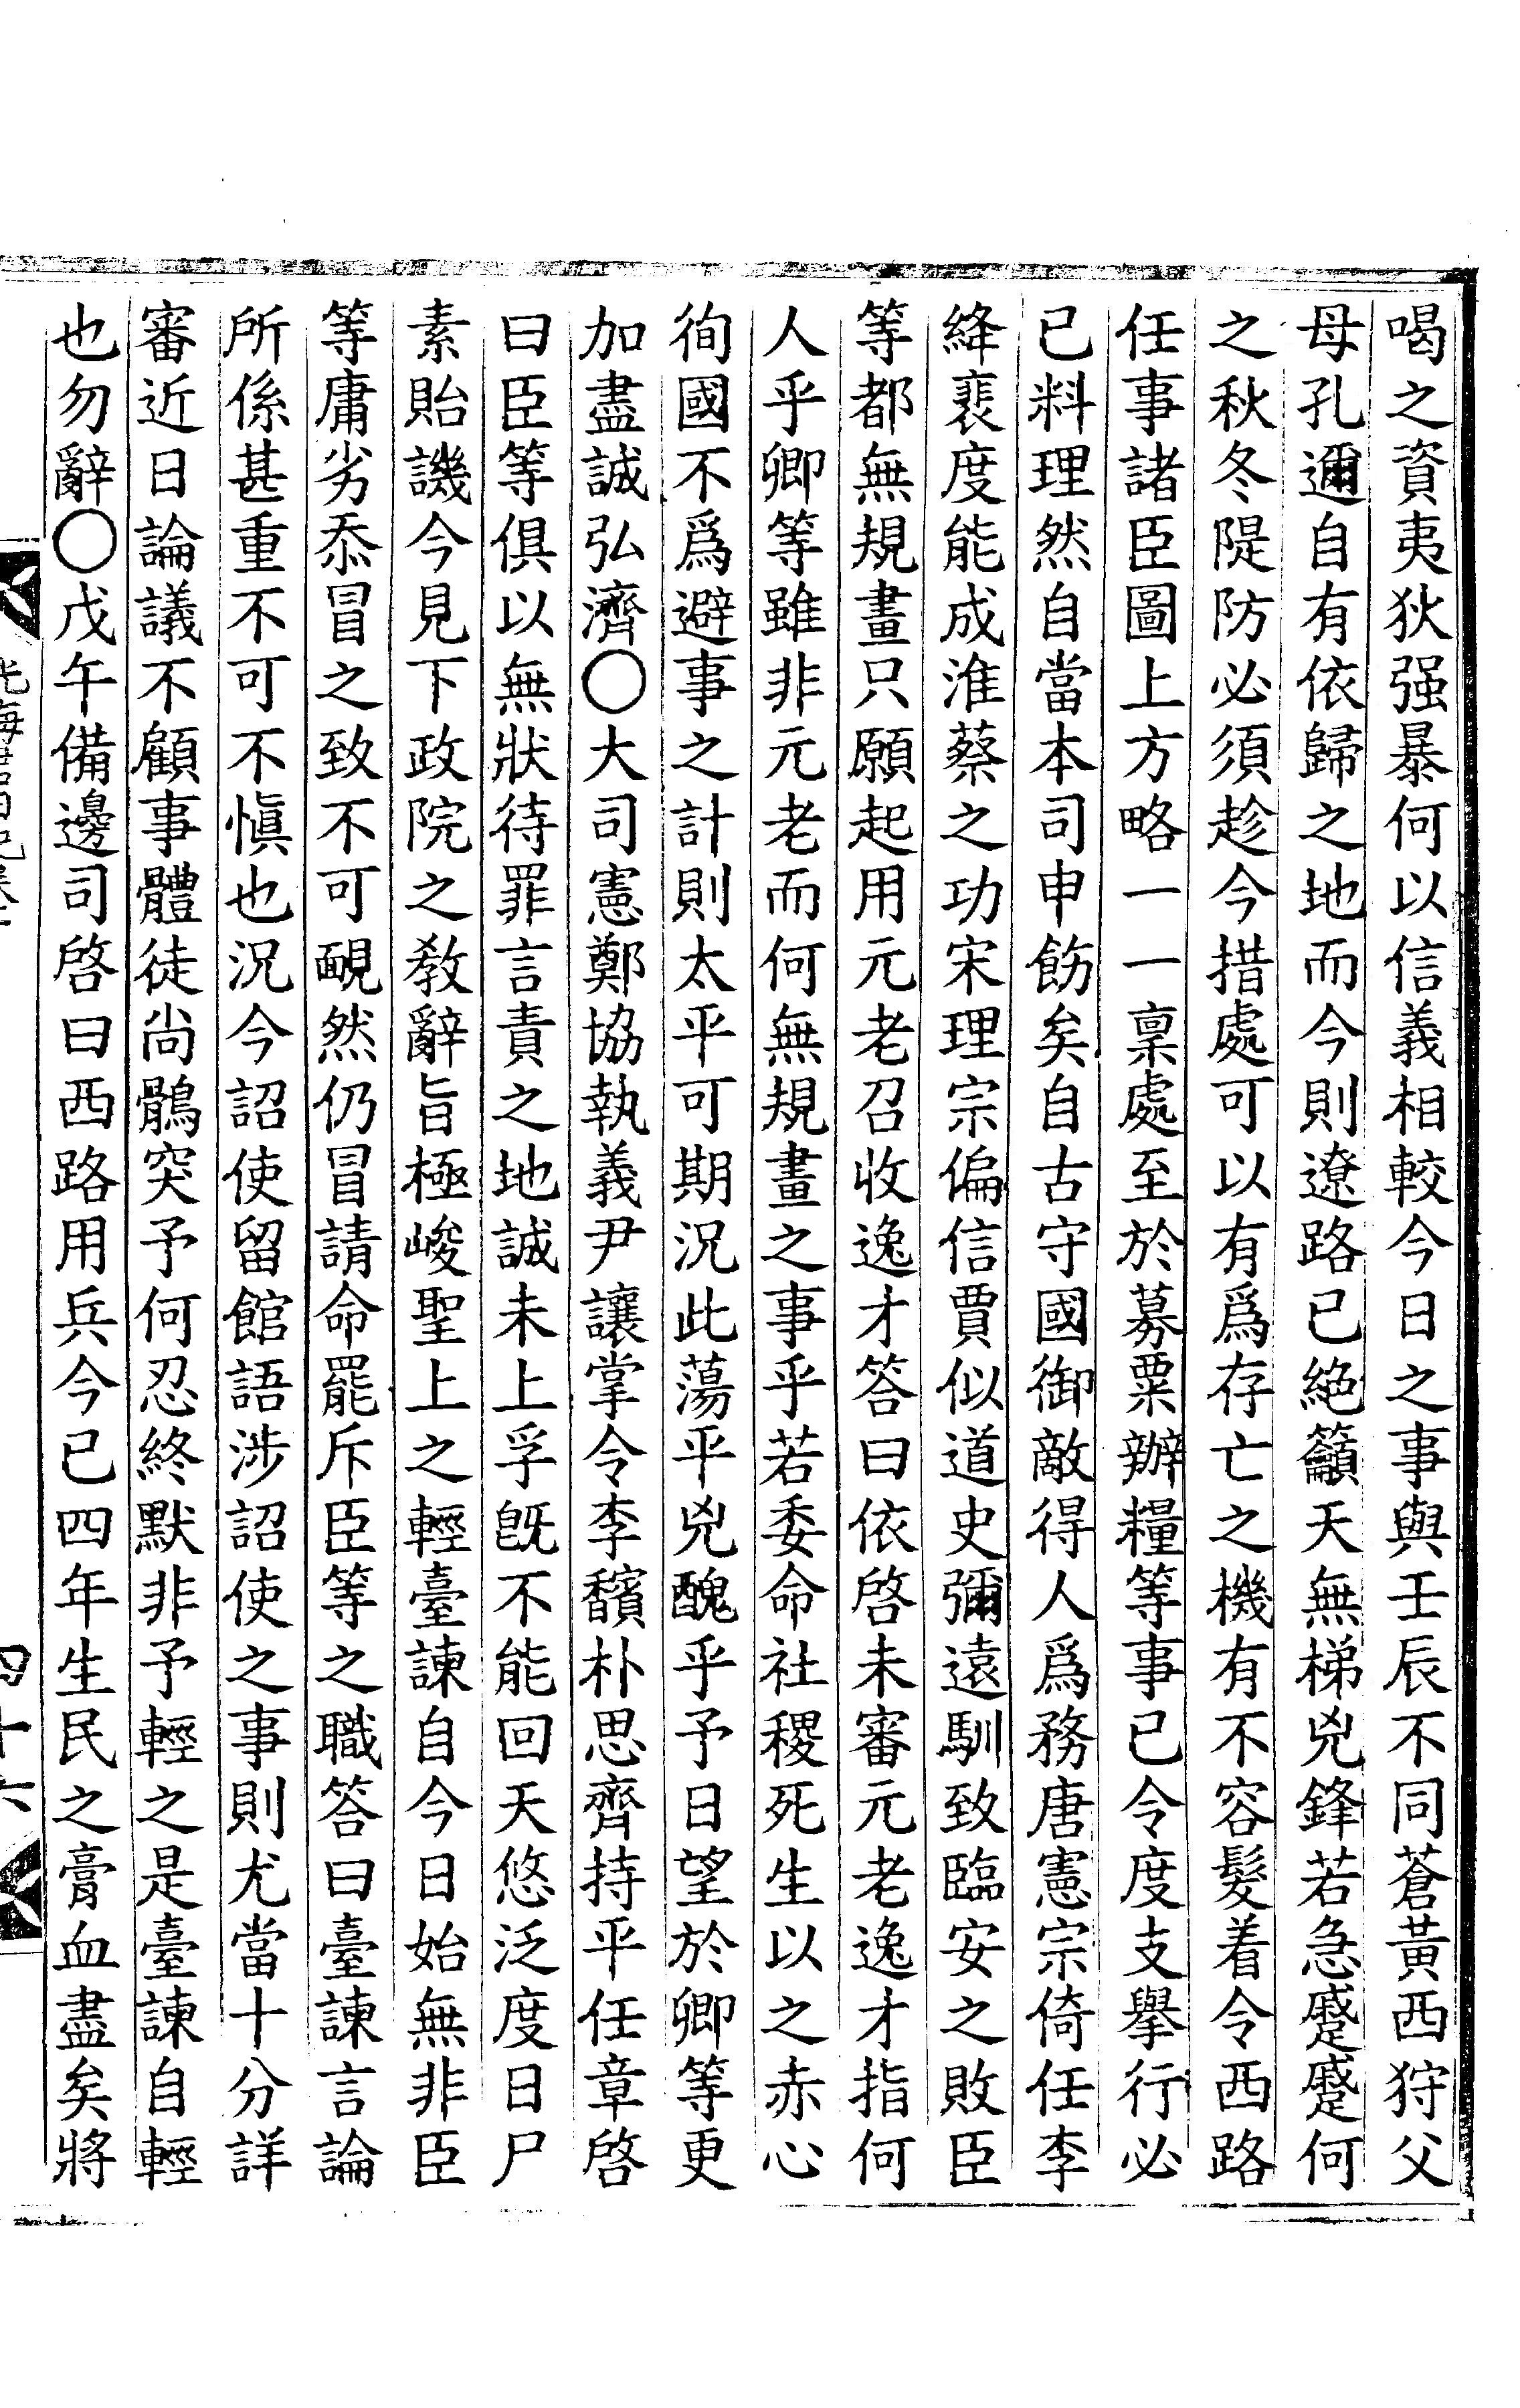 喝之資夷狄强暴何以信義相較今日之事與壬辰不同蒼黃西狩父
母孔邇自有依歸之地而今則遼路已絕籲天無梯兇鋒若急蹙蹙何
之秋冬隄防必須趁今措處可以有爲存亡之機有不容髮着令西路
任事諸臣圖上方略一一稟處至於募粟辦糧等事已令度支擧行必
已料理然自當本司申飭矣自古守國御敵得人爲務唐憲宗倚任李
絳裵度能成淮蔡之功宋理宗偏信賈似道史彌遠馴致臨安之敗臣
等都無規畫只願起用元老召收逸才答曰依啓未審元老逸才指何
人乎卿等雖非元老而何無規畫之事乎若委命社稷死生以之赤心
徇國不爲避事之計則太平可期況此蕩平兇醜乎予日望於卿等更
加盡誠弘濟〇大司憲鄭協執義尹讓掌令李馪朴思齊持平任章啓
曰臣等俱以無狀待罪言責之地誠未上孚旣不能回天悠泛度日尸
素貽譏今見下政院之敎辭旨極峻聖上之輕臺諫自今日始無非臣
等庸劣忝冒之致不可靦然仍冒請命罷斥臣等之職答曰臺諫言論
所係甚重不可不愼也況今詔使留館語涉詔使之事則尤當十分詳
審近日論議不顧事體徒尙鶻突予何忍終默非予輕之是臺諫自輕
也勿辭〇戊午備邊司啓曰西路用兵今已四年生民之膏血盡矣將